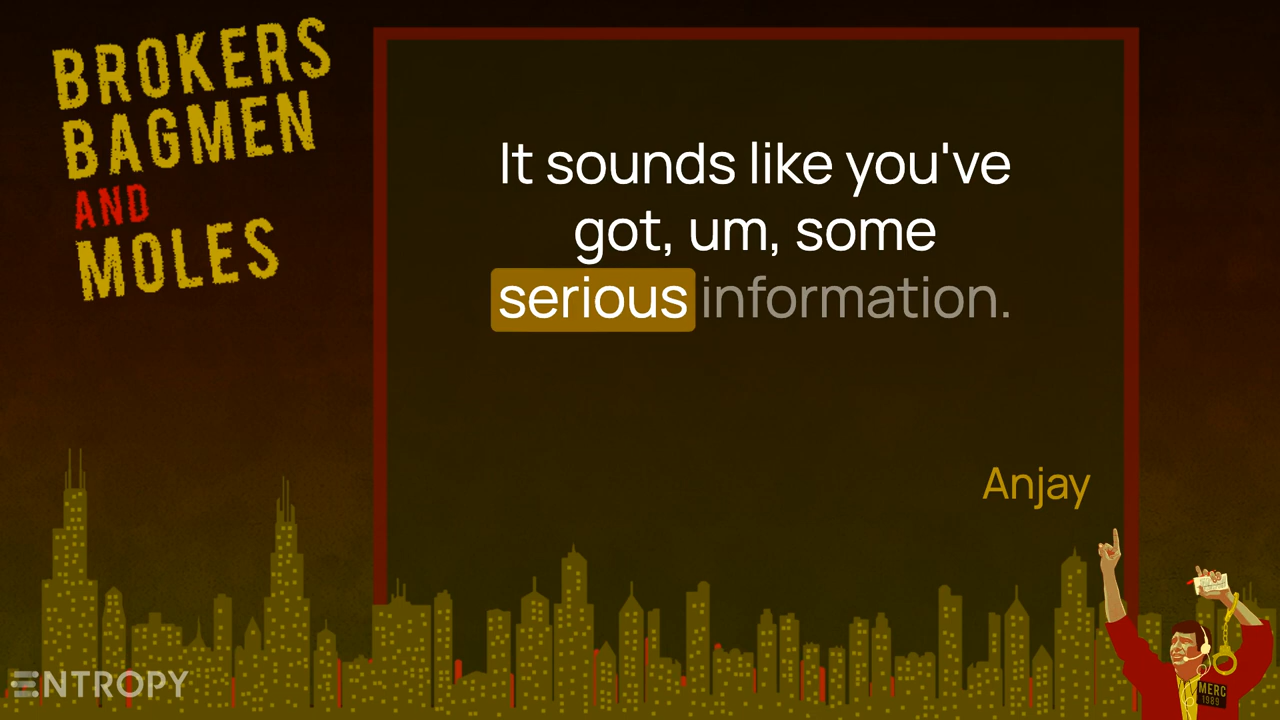 BROKERS
BAGMEN
AND
MOLES
It sounds like you've
got, um, some
serious information.
Anjay
ENTROPY
MERC
1989